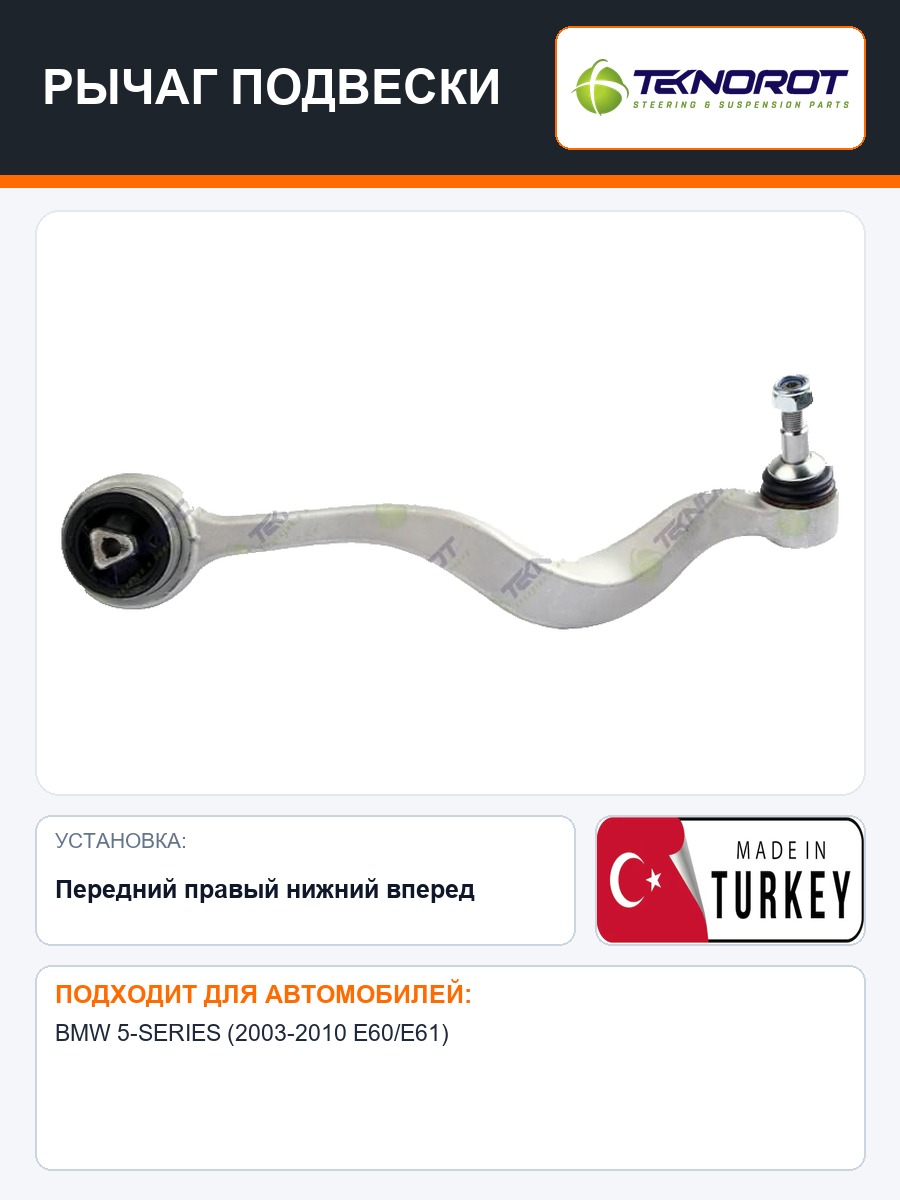 РЫЧАГ ПОДВЕСКИ
TEKNOROT
STEERING & SUSPENSION PARTS
УСТАНОВКА:
Передний правый нижний вперед
MADE IN
TURKEY
ПОДХОДИТ ДЛЯ АВТОМОБИЛЕЙ:
BMW 5-SERIES (2003-2010 E60/E61)